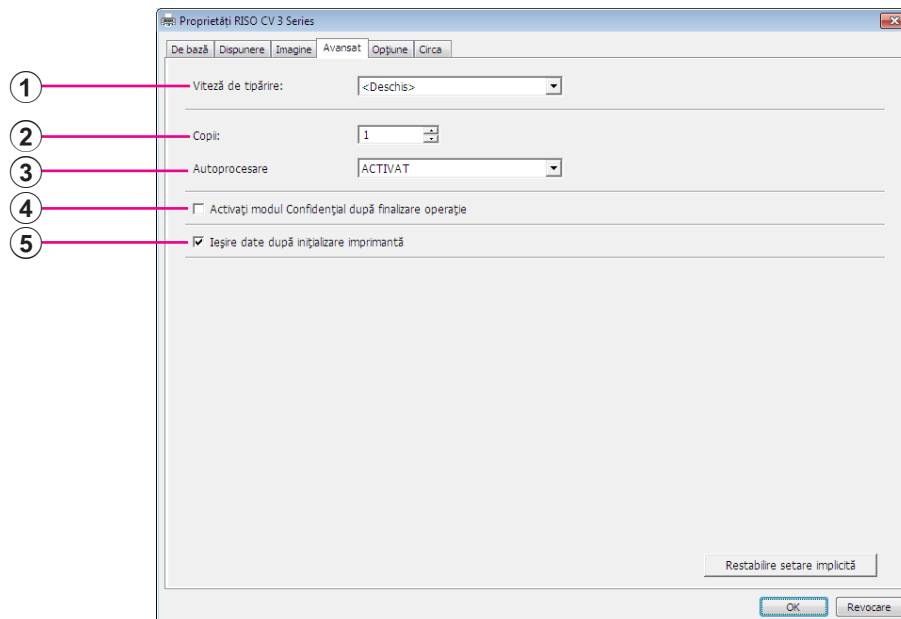 Proprietăți RISO CV 3 Series
De bază Dispunere Imagine Avansat Opțiune Circa
1 Viteză de tipărire: <Deschis>
2 Copii: 1
3 Autoprocesare ACTIVAT
4 Activați modul Confidențial după finalizare operație
5 Ieșire date după inițializare imprimantă
Restabilire setare implicită
OK Revocare